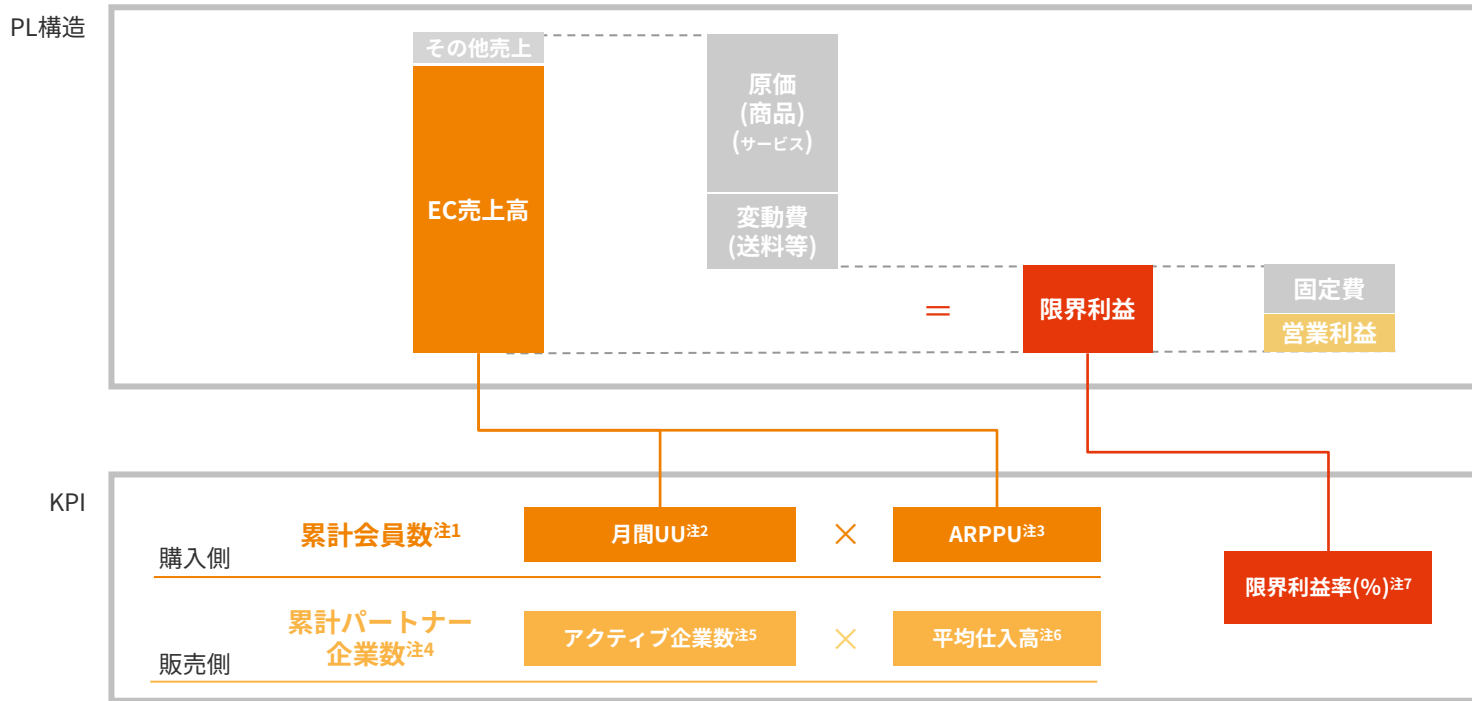 PL構造
その他売上
EC売上高
原価
(商品)
(サービス)
変動費
(送料等)
＝
限界利益
固定費
営業利益
KPI
購入側
累計会員数注1
月間UU注2
×
ARPPU注3
販売側
累計パートナー
企業数注4
アクティブ企業数注5
×
平均仕入高注6
限界利益率(%)注7